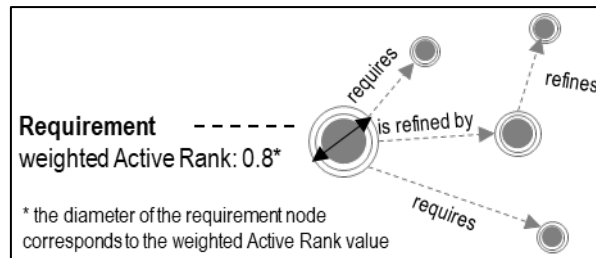 requires
refines
is refined by
Requirement
weighted Active Rank: 0.8*
requires
* the diameter of the requirement node
corresponds to the weighted Active Rank value